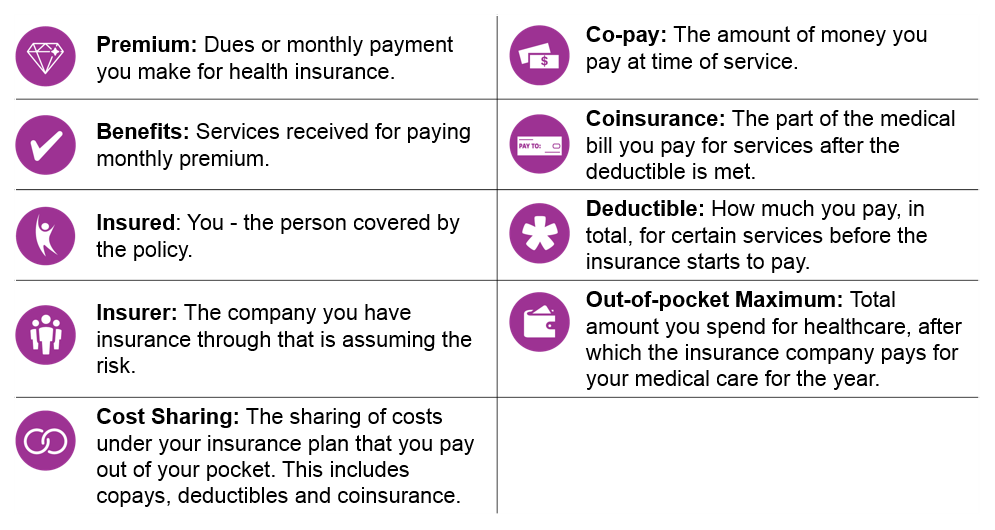 Premium: Dues or monthly payment
you make for health insurance.
Benefits: Services received for paying
monthly premium.
Insured: You - the person covered by
the policy.
Insurer: The company you have
insurance through that is assuming the
risk.
Cost Sharing: The sharing of costs
under your insurance plan that you pay
out of your pocket. This includes
copays, deductibles and coinsurance.
$
Co-pay: The amount of money you
pay at time of service.
PAY TO:
Coinsurance: The part of the medical
bill you pay for services after the
deductible is met.
Deductible: How much you pay, in
total, for certain services before the
insurance starts to pay.
Out-of-pocket Maximum: Total
amount you spend for healthcare, after
which the insurance company pays for
your medical care for the year.